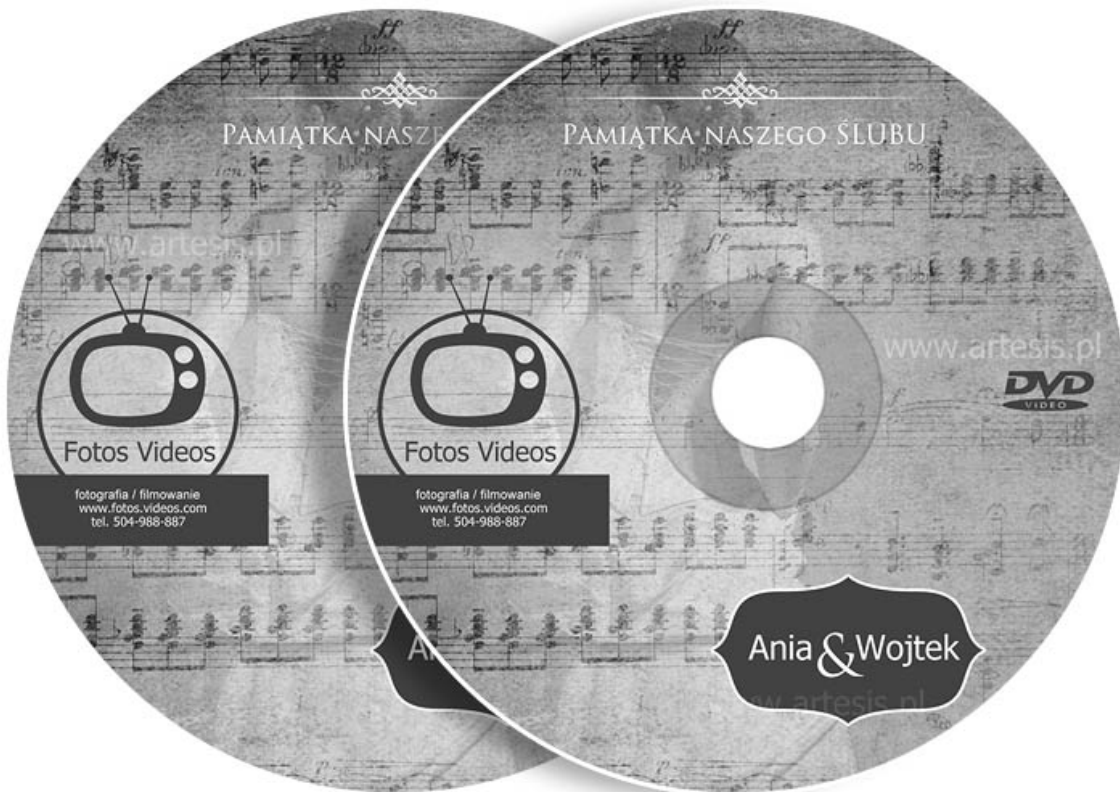 PAMIĄTKA NASZE
www.artesis.pl
Fotos Videos
fotografia / filmowanie
www.fotos.videos.com
tel. 504-988-887
PAMIĄTKA NASZEGO ŚLUBU
www.artesis.pl
DVD
VIDEO
Fotos Videos
fotografia / filmowanie
www.fotos.videos.com
tel. 504-988-887
Ania & Wojtek
www.artesis.pl